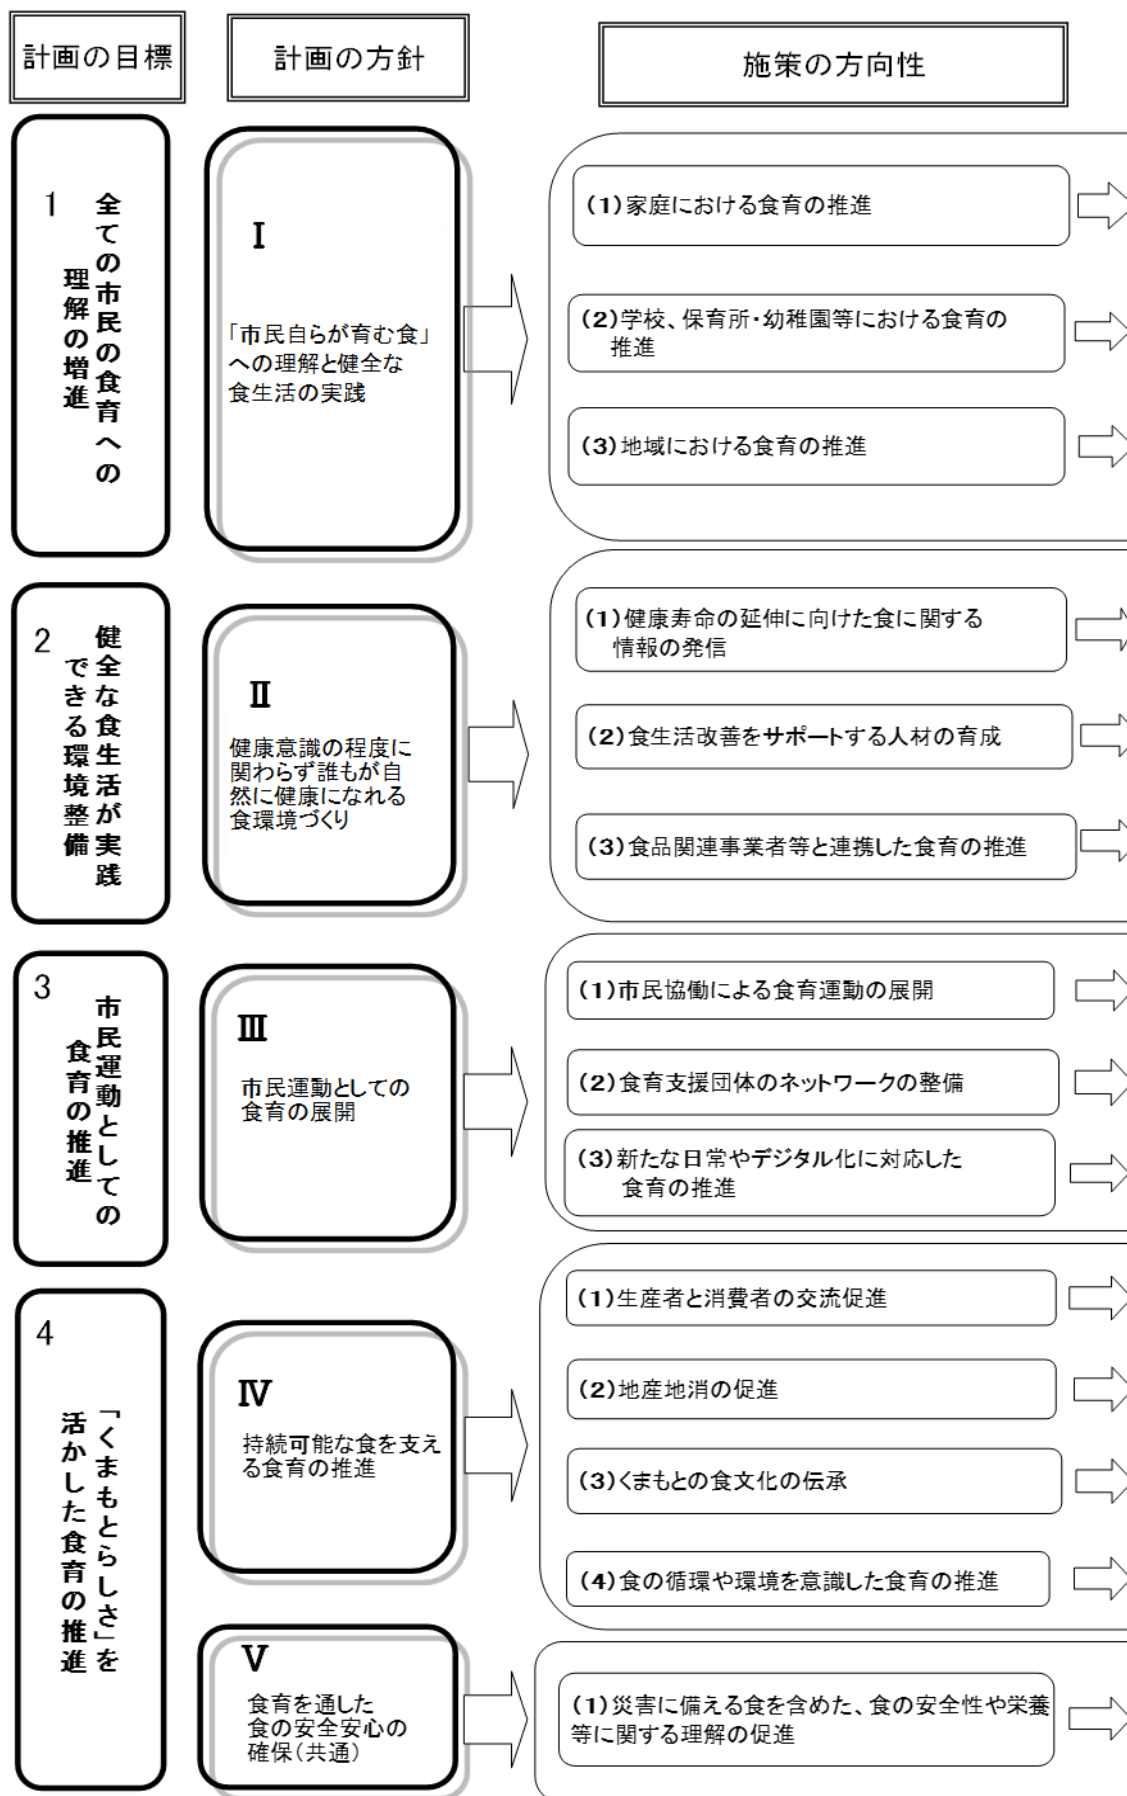 計画の目標
計画の方針
施策の方向性
1
全ての市民の食育への
理解の増進
Ⅰ
「市民自らが育む食」
への理解と健全な
食生活の実践
(1)家庭における食育の推進
(2)学校、保育所・幼稚園等における食育の
推進
(3)地域における食育の推進
2
健全な食生活が実践
できる環境整備
Ⅱ
健康意識の程度に
関わらず誰もが自
然に健康になれる
食環境づくり
(1)健康寿命の延伸に向けた食に関する
情報の発信
(2)食生活改善をサポートする人材の育成
(3)食品関連事業者等と連携した食育の推進
3
市民運動としての
食育の推進
Ⅲ
市民運動としての
食育の展開
(1)市民協働による食育運動の展開
(2)食育支援団体のネットワークの整備
(3)新たな日常やデジタル化に対応した
食育の推進
4
「くまもとらしさ」を
活かした食育の推進
Ⅳ
持続可能な食を支え
る食育の推進
(1)生産者と消費者の交流促進
(2)地産地消の促進
(3)くまもとの食文化の伝承
(4)食の循環や環境を意識した食育の推進
Ⅴ
食育を通した
食の安全安心の
確保(共通)
(1)災害に備える食を含めた、食の安全性や栄養
等に関する理解の促進